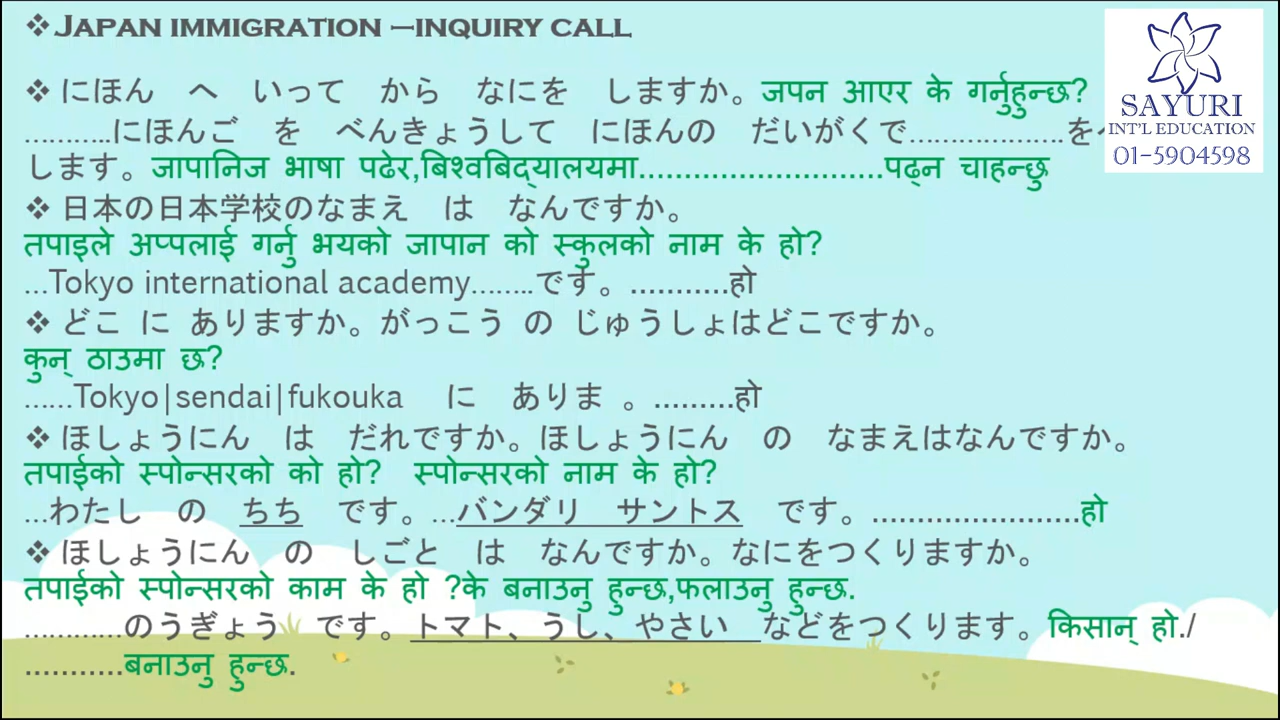 ❖JAPAN IMMIGRATION –INQUIRY CALL
SAYURI
INT'L EDUCATION
01-5904598
❖ にほん へ いって から なにを しますか。जपन आएर के गर्नुहुन्छ?
………..にほんご を べんきょうして にほんの だいがくで……………….を
します。जापानिज भाषा पढेर,बिश्वबिद्यालयमा...........................पढ्न चाहन्छु
❖ 日本の日本学校のなまえ は なんですか。
तपाइले अप्पलाई गर्नु भयको जापान को स्कुलको नाम के हो?
…Tokyo international academy……..です。...........हो
❖ どこ に ありますか。がっこう の じゅうしょはどこですか。
कुन् ठाउमा छ?
……Tokyo|sendai|fukouka に ありま 。.........हो
❖ ほしょうにん は だれですか。ほしょうにん の なまえはなんですか。
तपाईको स्पोन्सरको को हो? स्पोन्सरको नाम के हो?
…わたし の ちち です。…バンダリ サントス です。.......................हो
❖ ほしょうにん の しごと は なんですか。なにをつくりますか。
तपाईको स्पोन्सरको काम के हो ?के बनाउनु हुन्छ,फलाउनु हुन्छ.
…………のうぎょう です。トマト、うし、やさい などをつくります。किसान् हो./
...........बनाउनु हुन्छ.